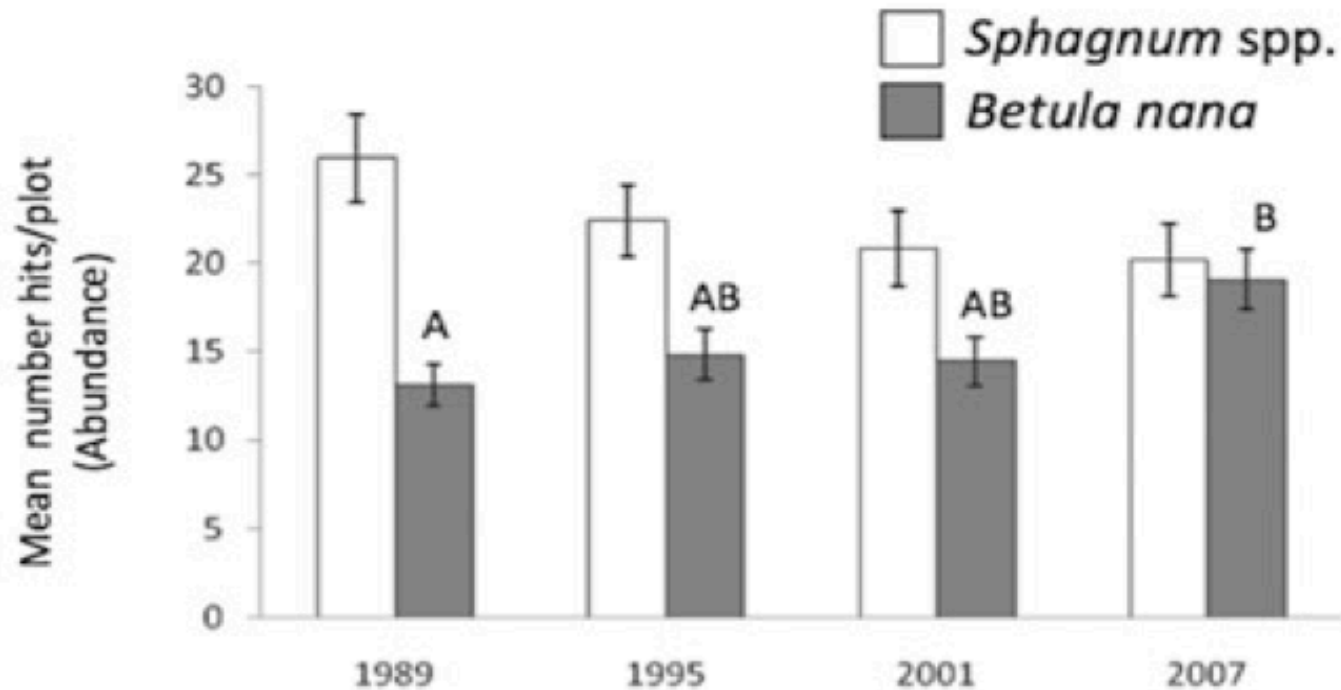 Sphagnum spp.
Betula nana
Mean number hits/plot
(Abundance)
30
25
20
15
10
5
0
A
AB
AB
B
1989 1995 2001 2007